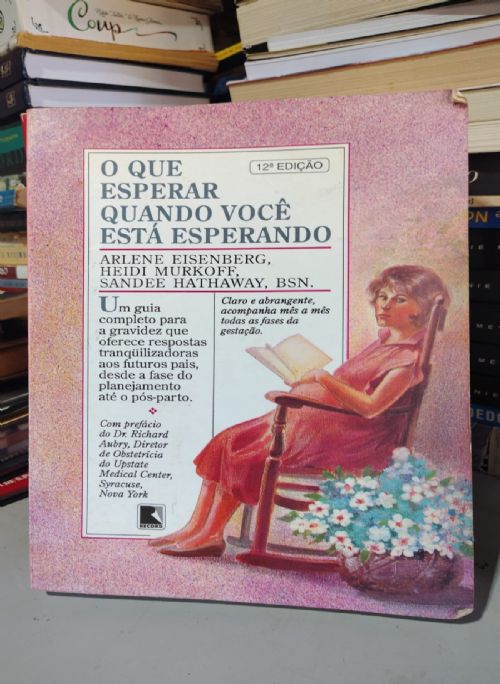 Coup
O QUE
ESPERAR
QUANDO VOCÊ
ESTÁ ESPERANDO
12ª EDIÇÃO
ARLENE EISENBERG,
HEIDI MURKOFF,
SANDEE HATHAWAY, BSN.
Um guia
completo para
a gravidez que
oferece respostas
tranqüilizadoras
aos futuros pais,
desde a fase do
planejamento
até o pós-parto.
Com prefácio
do Dr. Richard
Aubry, Diretor
de Obstetrícia
do Upstate
Medical Center,
Syracuse,
Nova York
Claro e abrangente,
acompanha mês a mês
todas as fases da
gestação.
RECORD